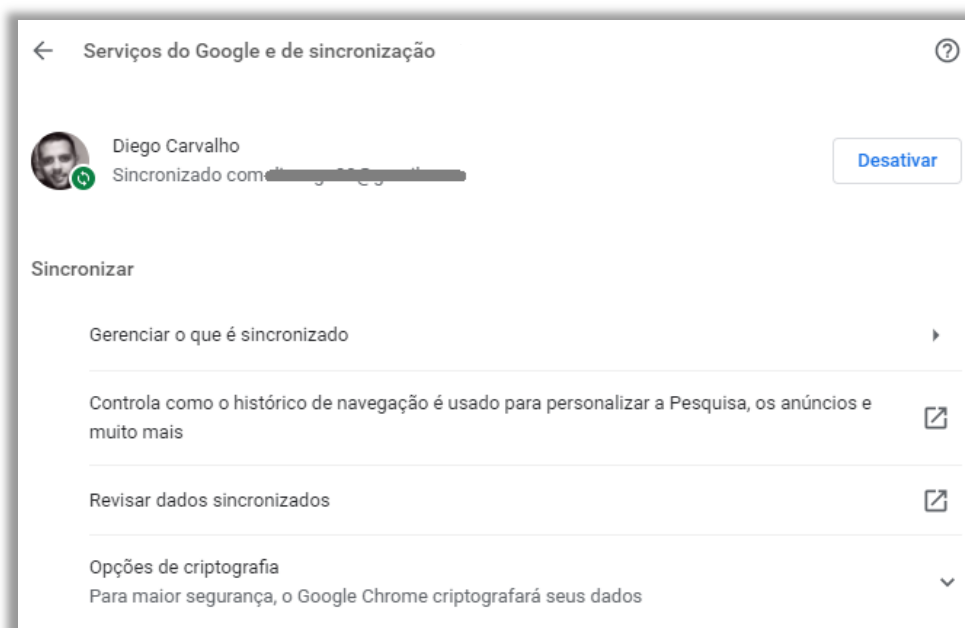 Serviços do Google e de sincronização
Diego Carvalho
Desativar
Sincronizado com
Sincronizar
Gerenciar o que é sincronizado
Controla como o histórico de navegação é usado para personalizar a Pesquisa, os anúncios e
muito mais
Revisar dados sincronizados
Opções de criptografia
Para maior segurança, o Google Chrome criptografará seus dados